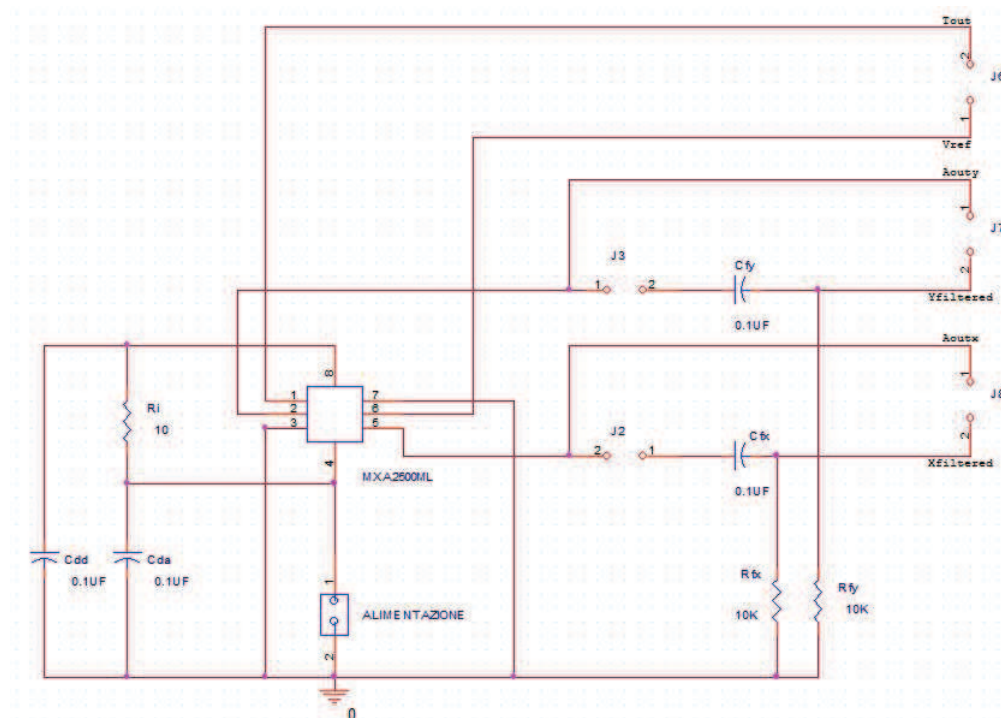 Tout
2
J6
1
Vref
Aouty
1
J7
J3
Cfy
1 2
2
0.1UF
Yfiltered
Aoutx
1
8
J8
1 7
2 6
3 5
Ri
10
J2
Cfx
2 1
2
4
Xfiltered
MXA2500ML
0.1UF
Cdd
0.1UF
Cda
0.1UF
1
ALIMENTAZIONE
2
Rfx
10K
Rfy
10K
0